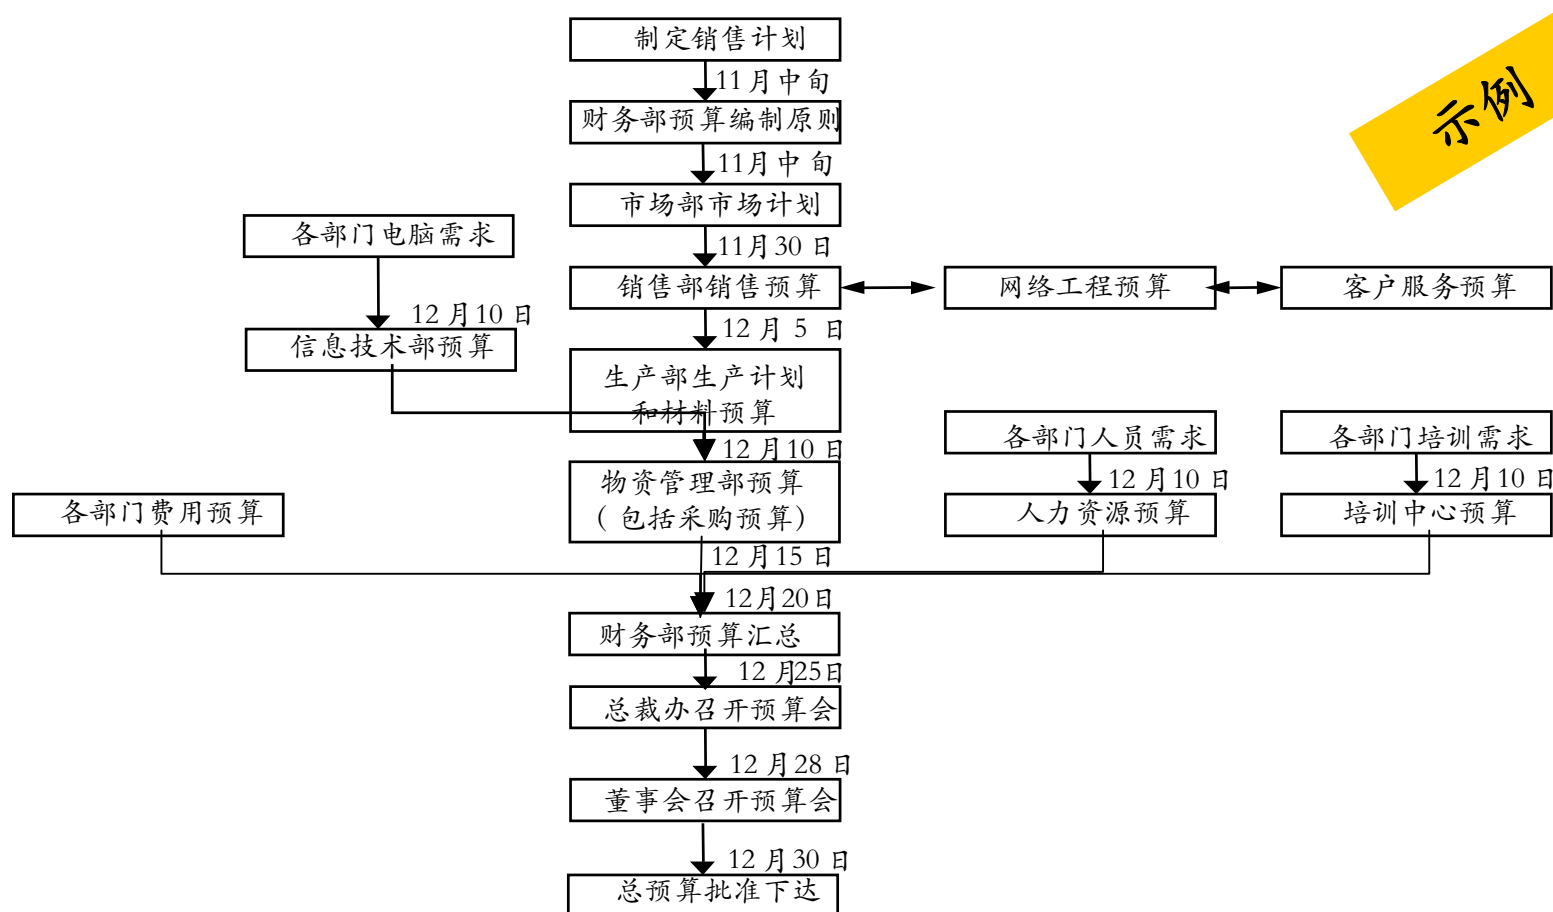 制定销售计划
示例
11月中旬
财务部预算编制原则
11月中旬
市场部市场计划
各部门电脑需求
11月30日
销售部销售预算
网络工程预算
客户服务预算
12月10日
12月5日
信息技术部预算
生产部生产计划
和材料预算
各部门人员需求
各部门培训需求
12月10日
12月10日
12月10日
物资管理部预算
(包括采购预算)
各部门费用预算
人力资源预算
培训中心预算
12月15日
12月20日
财务部预算汇总
12月25日
总裁办召开预算会
12月28日
董事会召开预算会
12月30日
总预算批准下达